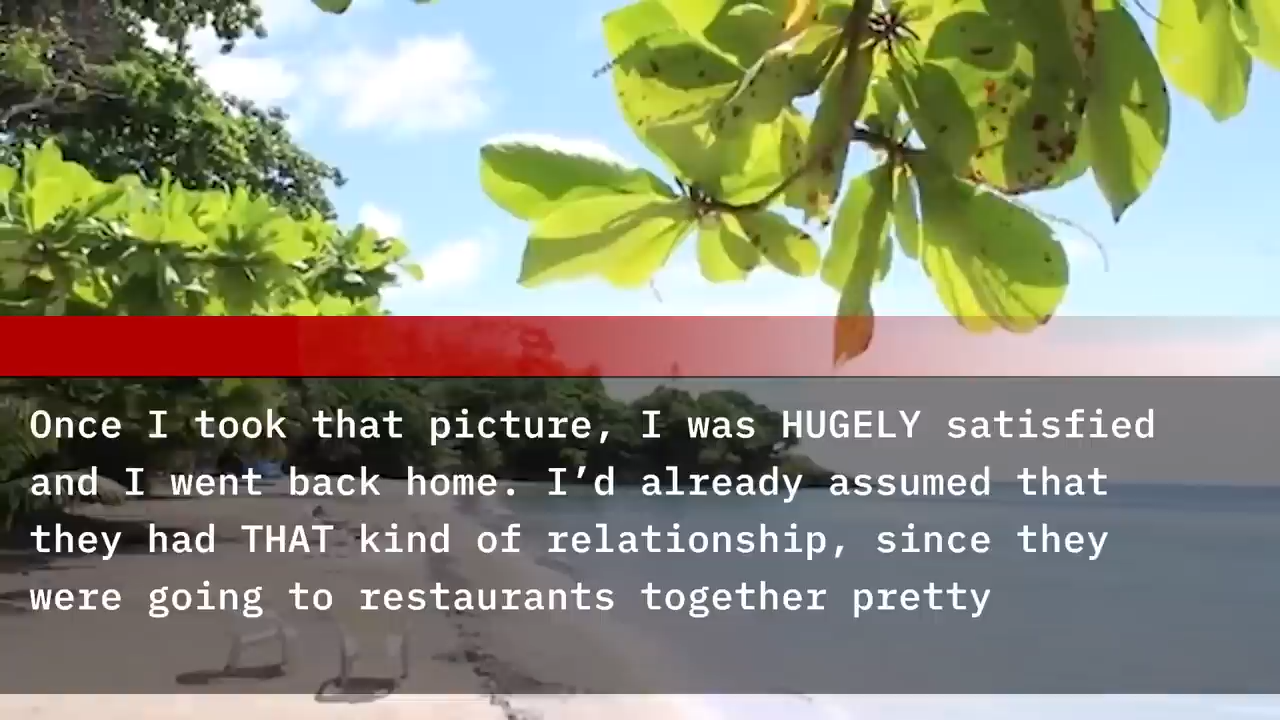 Once I took that picture, I was HUGELY satisfied
and I went back home. I’d already assumed that
they had THAT kind of relationship, since they
were going to restaurants together pretty